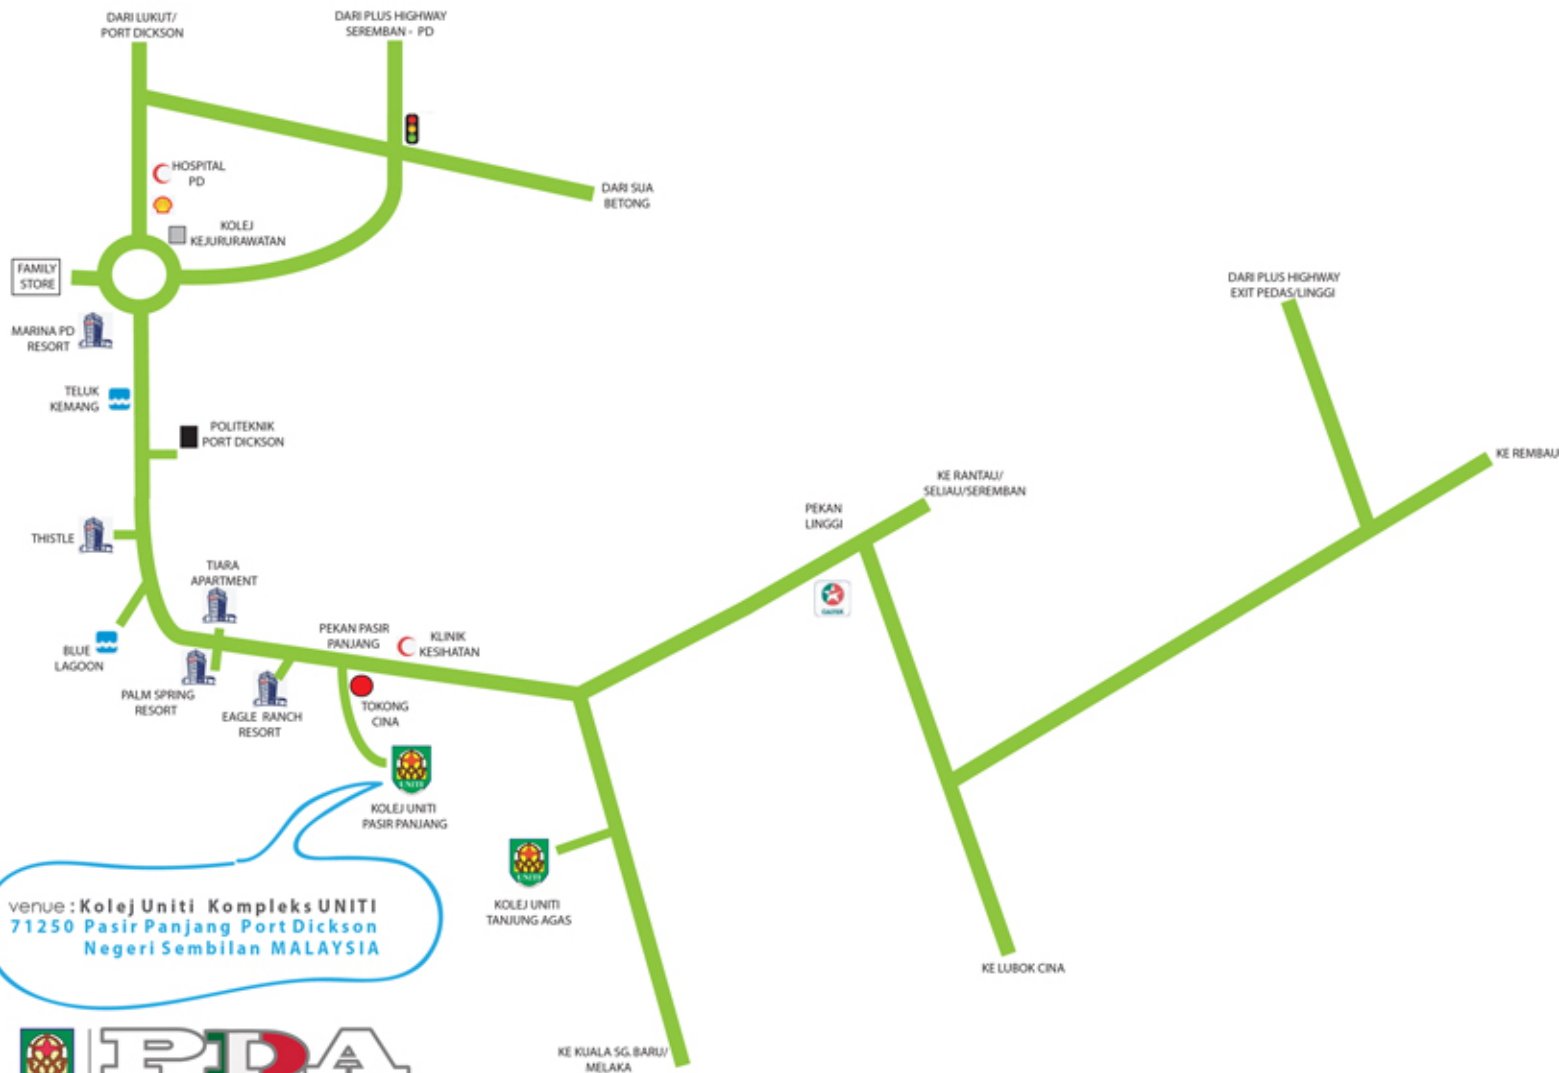 DARI LUKUT/
PORT DICKSON
DARI PLUS HIGHWAY
SEREMBAN - PD
HOSPITAL
PD
DARI SUA
BETONG
KOLEJ
KEJURURAWATAN
FAMILY
STORE
DARI PLUS HIGHWAY
EXIT PEDAS/LINGGI
MARINA PD
RESORT
TELUK
KEMANG
POLITEKNIK
PORT DICKSON
KE REMBAU
KE RANTAU/
SELIAU/SEREMBAN
PEKAN
LINGGI
THISTLE
TIARA
APARTMENT
CALTEX
PEKAN PASIR
PANJANG
KLINIK
KESIHATAN
BLUE
LAGOON
PALM SPRING
RESORT
EAGLE RANCH
RESORT
TOKONG
CINA
UNITI
KOLEJ UNITI
PASIR PANJANG
UNITI
KOLEJ UNITI
TANJUNG AGAS
venue : Kolej Uniti Kompleks UNITI
71250 Pasir Panjang Port Dickson
Negeri Sembilan MALAYSIA
KE LUBOK CINA
PDA
KE KUALA SG. BARU/
MELAKA